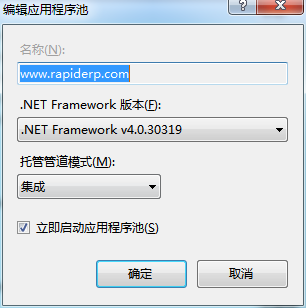 编辑应用程序池
名称(N):
www.rapiderp.com
.NET Framework 版本(F):
.NET Framework v4.0.30319
托管管道模式(M):
集成
立即启动应用程序池(S)
确定
取消